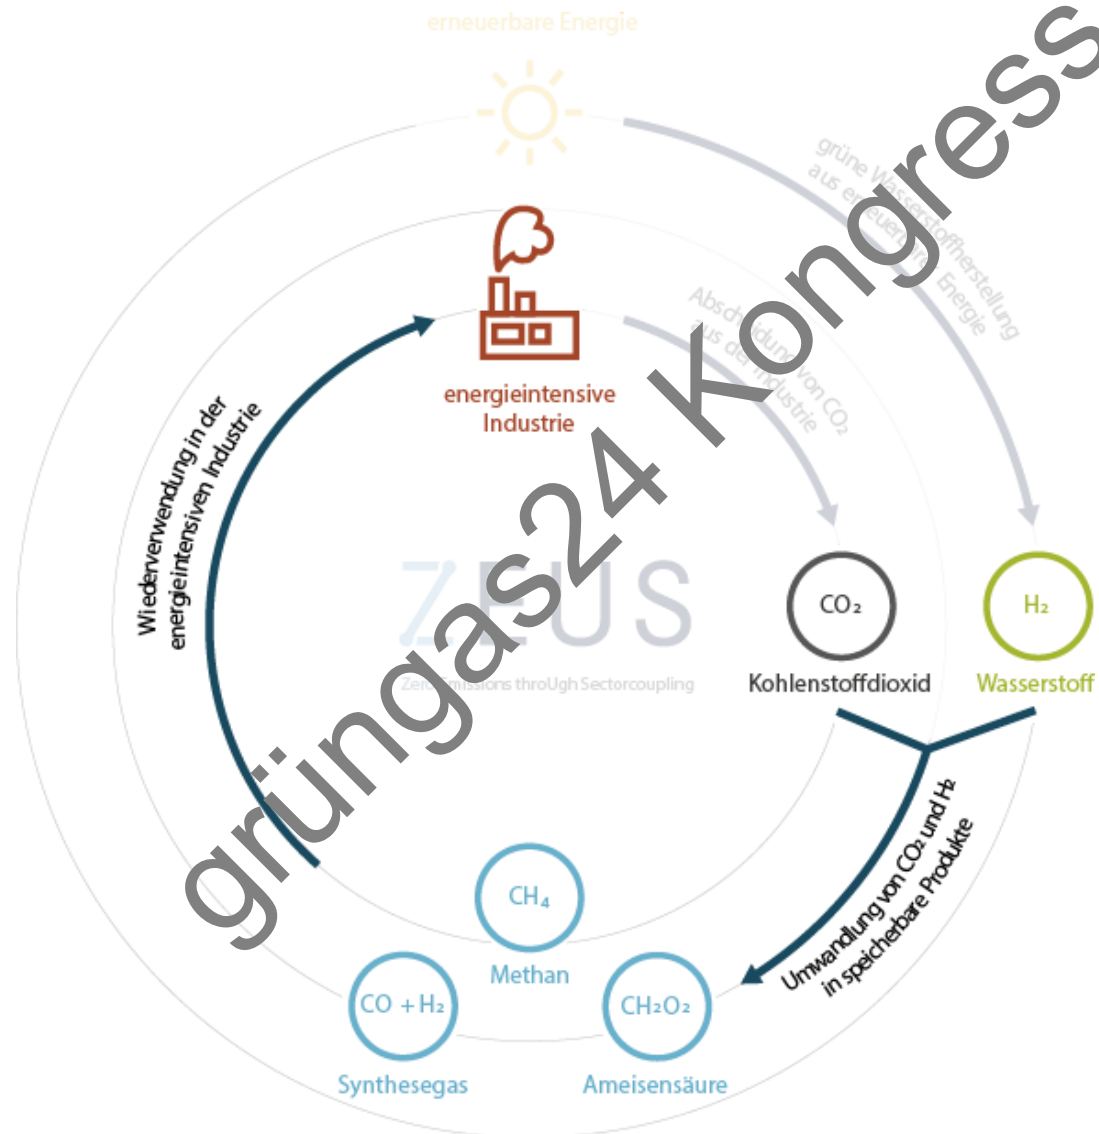 erneuerbare Energie
grüne Wasserstoffherstellung
aus erneuerbare Energie
Abscheidung von CO₂
aus der Industrie
energieintensive
Industrie
Wiederverwendung in der
energieintensiven Industrie
ZEUS
Zero Emissions throUgh Sectorcoupling
CO₂
Kohlenstoffdioxid
H₂
Wasserstoff
Umwandlung von CO₂ und H₂
in speicherbare Produkte
CH₄
Methan
CO + H₂
Synthesegas
CH₂O₂
Ameisensäure
grüngas24 Kongress